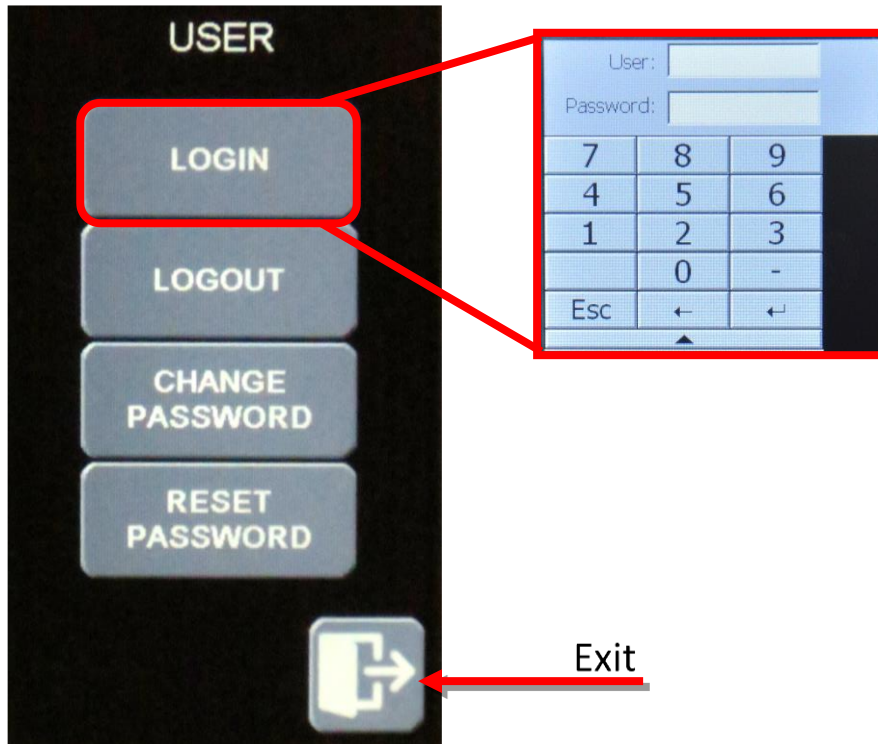 USER
LOGIN
LOGOUT
CHANGE
PASSWORD
RESET
PASSWORD
User:
Password:
7 8 9
4 5 6
1 2 3
0 -
Esc ← ↵
▲
Exit